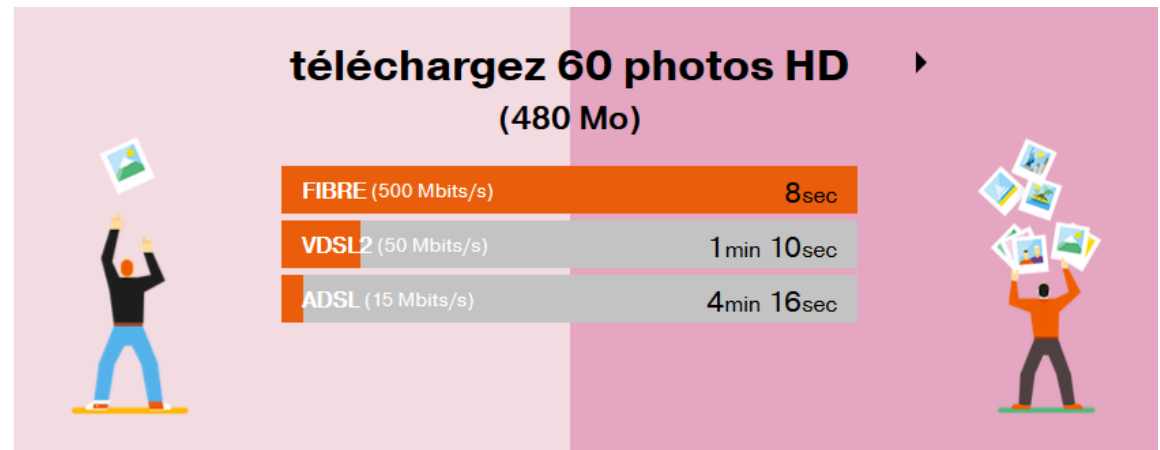 téléchargez 60 photos HD
(480 Mo)
FIBRE (500 Mbits/s) 8sec
VDSL2 (50 Mbits/s) 1min 10sec
ADSL (15 Mbits/s) 4min 16sec